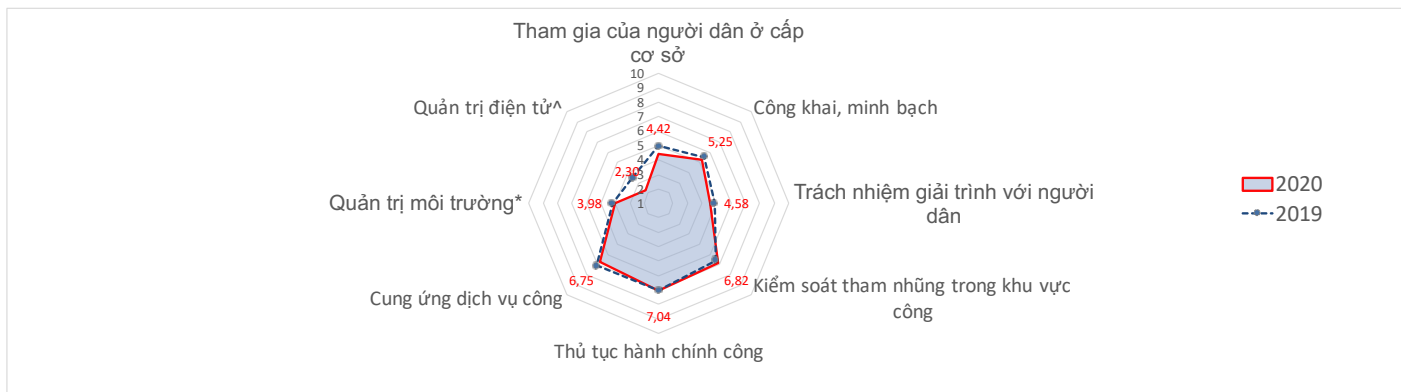 Tham gia của người dân ở cấp
cơ sở
10
9
8
7
6
5
4
3
2
1
Quản trị điện tử^
Công khai, minh bạch
4,42
5,25
2,30
Quản trị môi trường*
3,98
4,58
Trách nhiệm giải trình với người
dân
2020
2019
6,75
6,82
Cung ứng dịch vụ công
Kiểm soát tham nhũng trong khu vực
công
7,04
Thủ tục hành chính công